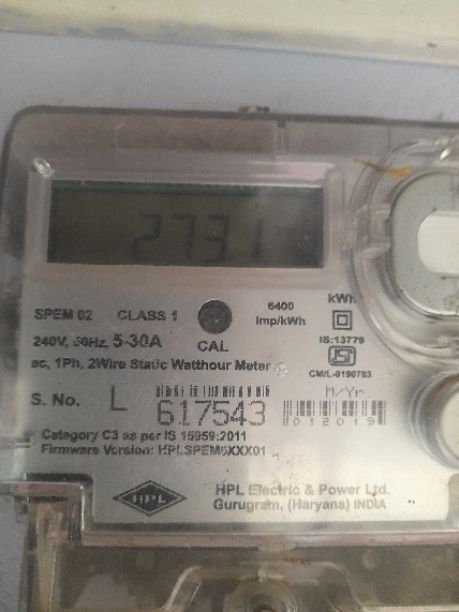 2731
SPEM 02 CLASS 1 6400 imp/kWh kWh
240V, 50Hz, 5-30A CAL IS:13779
ac, 1Ph, 2Wire Static Watthour Meter
CM/L-0190793
S. No. L 617543 M/Yr
012019
Category C3 as per IS 15959:2011
Firmware Version:
HPL
HPL Electric & Power Ltd.
Gurugram, (Haryana) INDIA